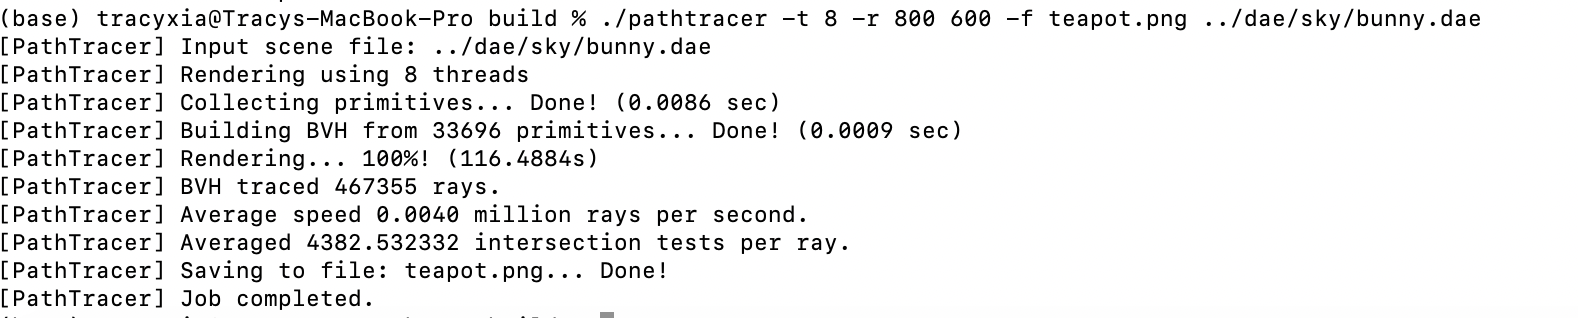 (base) tracyxia@Tracys-MacBook-Pro build % ./pathtracer -t 8 -r 800 600 -f teapot.png ../dae/sky/bunny.dae
[PathTracer] Input scene file: ../dae/sky/bunny.dae
[PathTracer] Rendering using 8 threads
[PathTracer] Collecting primitives... Done! (0.0086 sec)
[PathTracer] Building BVH from 33696 primitives... Done! (0.0009 sec)
[PathTracer] Rendering... 100%! (116.4884s)
[PathTracer] BVH traced 467355 rays.
[PathTracer] Average speed 0.0040 million rays per second.
[PathTracer] Averaged 4382.532332 intersection tests per ray.
[PathTracer] Saving to file: teapot.png... Done!
[PathTracer] Job completed.